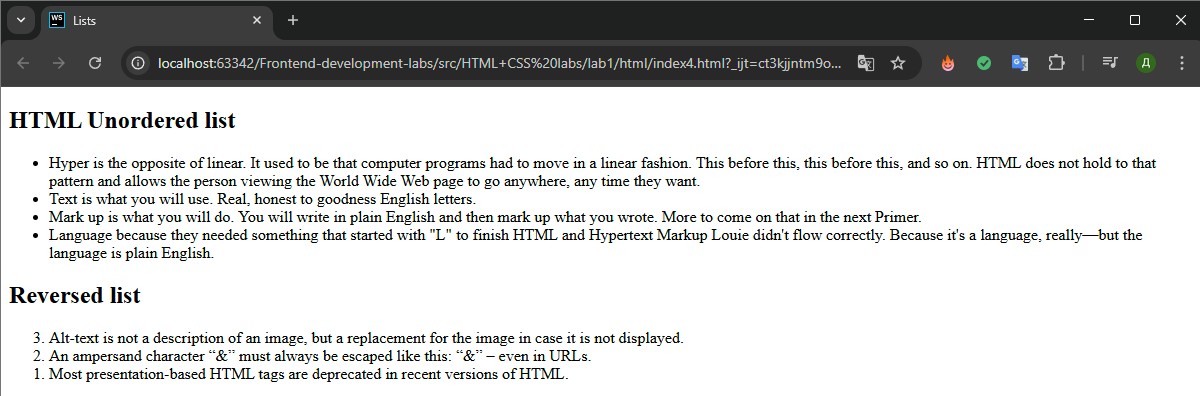 WS
Lists
localhost:63342/Frontend-development-labs/src/HTML+CSS%20labs/lab1/html/index4.html?_ijt=ct3kjjntm9o...
Д
HTML Unordered list
• Hyper is the opposite of linear. It used to be that computer programs had to move in a linear fashion. This before this, this before this, and so on. HTML does not hold to that
pattern and allows the person viewing the World Wide Web page to go anywhere, any time they want.
• Text is what you will use. Real, honest to goodness English letters.
• Mark up is what you will do. You will write in plain English and then mark up what you wrote. More to come on that in the next Primer.
• Language because they needed something that started with "L" to finish HTML and Hypertext Markup Louie didn't flow correctly. Because it's a language, really—but the
language is plain English.
Reversed list
3. Alt-text is not a description of an image, but a replacement for the image in case it is not displayed.
2. An ampersand character “&” must always be escaped like this: “&” – even in URLs.
1. Most presentation-based HTML tags are deprecated in recent versions of HTML.